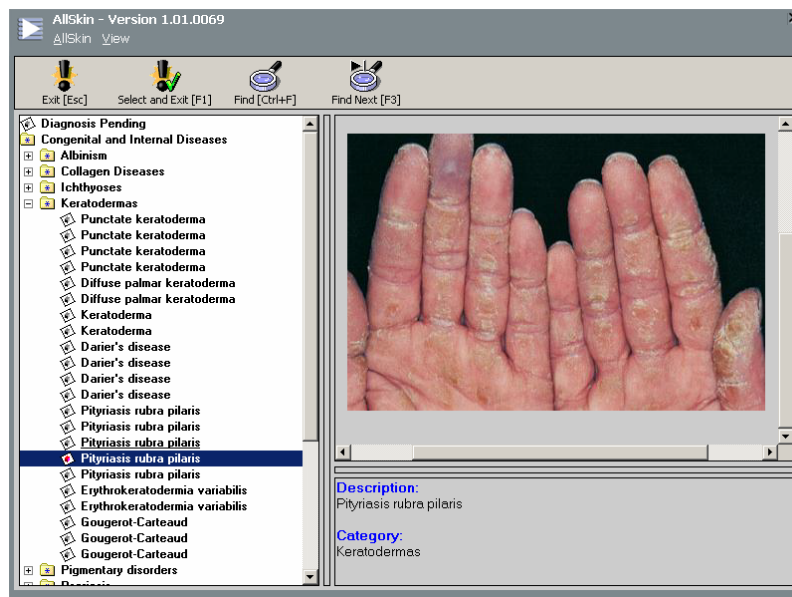 AllSkin - Version 1.01.0069
AllSkin View
Exit [Esc] Select and Exit [F1] Find [Ctrl+F] Find Next [F3]
Diagnosis Pending
Congenital and Internal Diseases
Albinism
Collagen Diseases
Ichthyoses
Keratodermas
Punctate keratoderma
Punctate keratoderma
Punctate keratoderma
Punctate keratoderma
Diffuse palmar keratoderma
Diffuse palmar keratoderma
Keratoderma
Keratoderma
Darier's disease
Darier's disease
Darier's disease
Darier's disease
Pityriasis rubra pilaris
Pityriasis rubra pilaris
Pityriasis rubra pilaris
Pityriasis rubra pilaris
Pityriasis rubra pilaris
Erythrokeratodermia variabilis
Erythrokeratodermia variabilis
Gougerot-Carteaud
Gougerot-Carteaud
Gougerot-Carteaud
Pigmentary disorders
Description:
Pityriasis rubra pilaris
Category:
Keratodermas